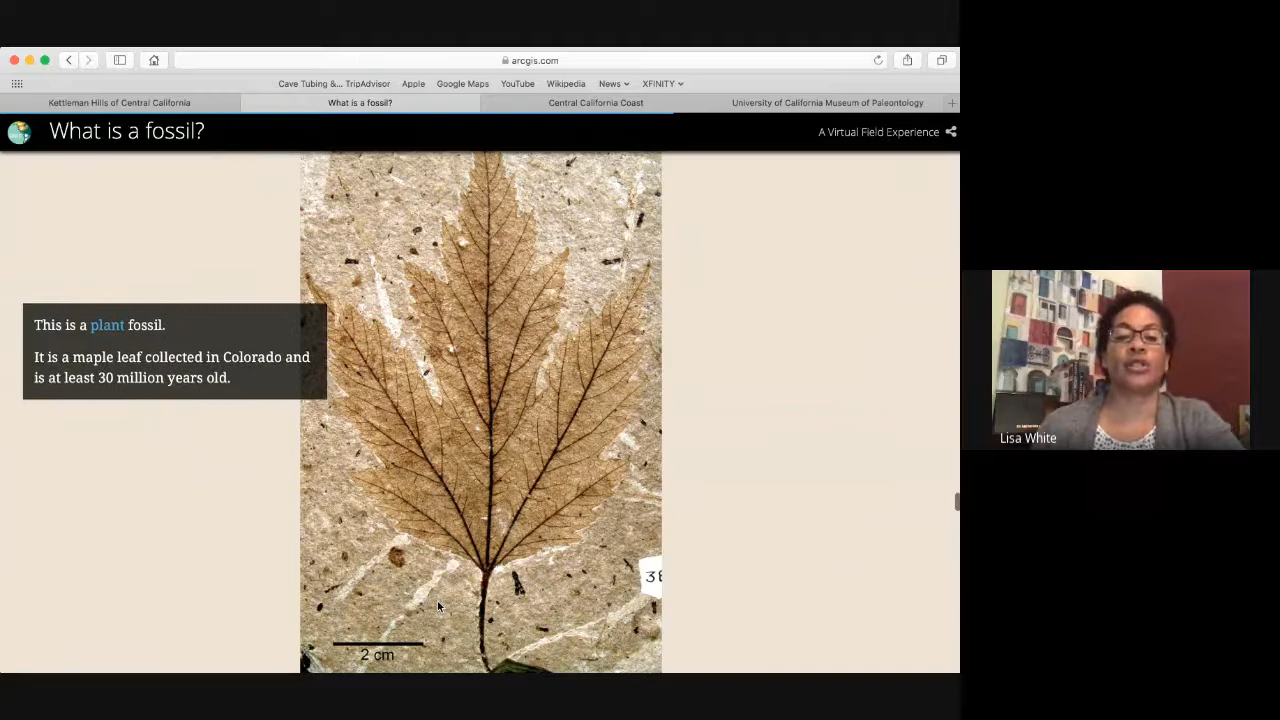 arcgis.com
Cave Tubing &... TripAdvisor Apple Google Maps YouTube Wikipedia News XFINITY
Kettleman Hills of Central California What is a fossil? Central California Coast University of California Museum of Paleontology
What is a fossil? A Virtual Field Experience
This is a plant fossil.
It is a maple leaf collected in Colorado and
is at least 30 million years old.
2 cm
Lisa White